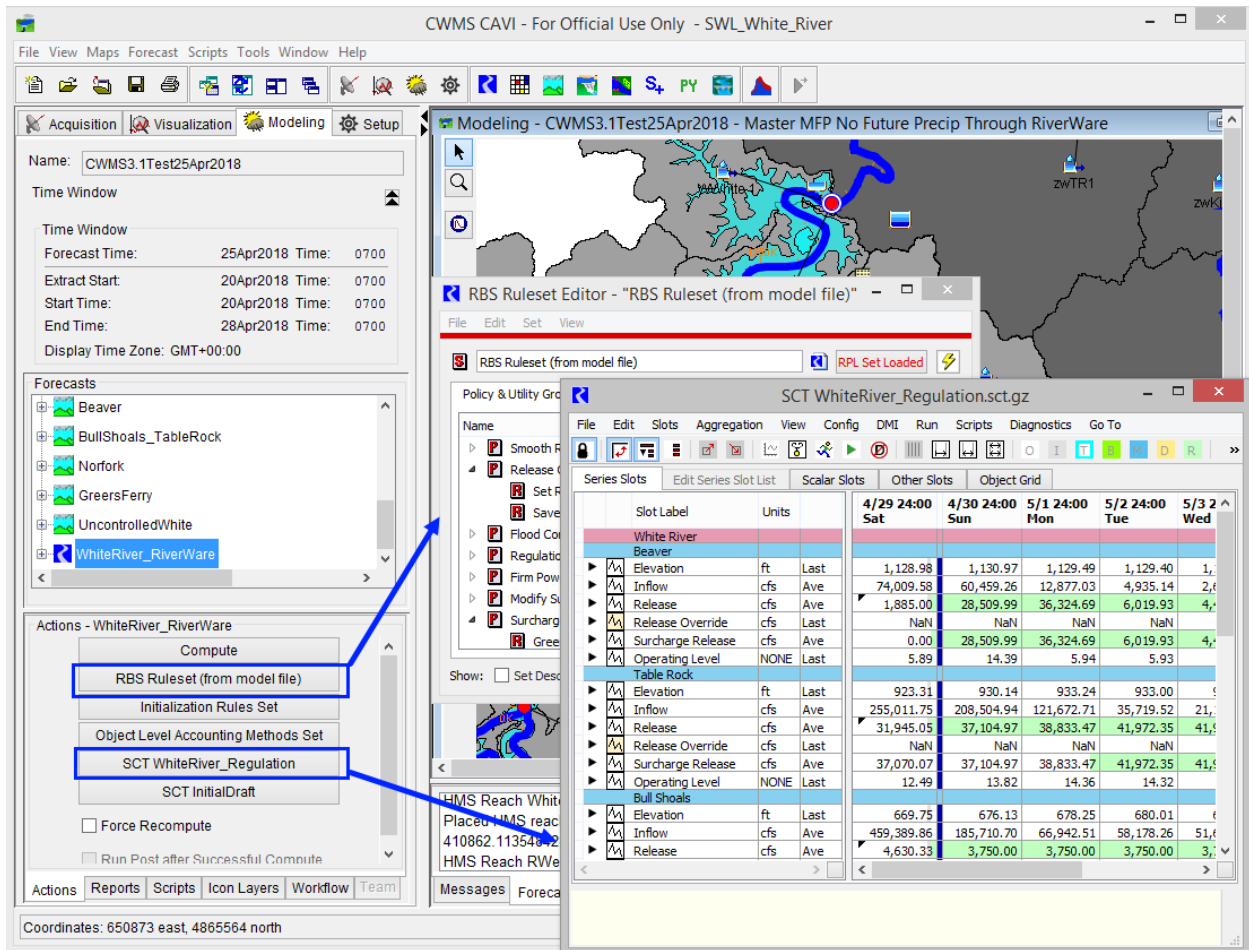 CWMS CAVI - For Official Use Only - SWL_White_River
File View Maps Forecast Scripts Tools Window Help
S+ PY
Acquisition Visualization Modeling Setup
Name: CWMS3.1Test25Apr2018
Time Window
Time Window
Forecast Time: 25Apr2018 Time: 0700
Extract Start: 20Apr2018 Time: 0700
Start Time: 20Apr2018 Time: 0700
End Time: 28Apr2018 Time: 0700
Display Time Zone: GMT+00:00
Forecasts
Beaver
BullShoals_TableRock
Norfork
GreersFerry
UncontrolledWhite
WhiteRiver_RiverWare
Actions - WhiteRiver_RiverWare
Compute
RBS Ruleset (from model file)
Initialization Rules Set
Object Level Accounting Methods Set
SCT WhiteRiver_Regulation
SCT InitialDraft
Force Recompute
Run Post after Successful Compute
Actions Reports Scripts Icon Layers Workflow Team
Coordinates: 650873 east, 4865564 north
Modeling - CWMS3.1Test25Apr2018 - Master MFP No Future Precip Through RiverWare
zwTR1
RBS Ruleset Editor - "RBS Ruleset (from model file)"
File Edit Set View
RBS Ruleset (from model file) RPL Set Loaded
Policy & Utility Gro
Name
P Smooth R
P Release
R Set R
R Save
P Flood Co
P Regulatio
P Firm Pow
P Modify Su
P Surcharg
R Gree
Show: Set Desc
HMS Reach White
Placed HMS reac
HMS Reach RWe
Messages Foreca
SCT WhiteRiver_Regulation.sct.gz
File Edit Slots Aggregation View Config DMI Run Scripts Diagnostics Go To
O I T B M D R »
Series Slots Edit Series Slot List Scalar Slots Other Slots Object Grid
Slot Label Units 4/29 24:00 4/30 24:00 5/1 24:00 5/2 24:00 5/3 2
Sat Sun Mon Tue Wed
White River
Beaver
Elevation ft Last 1,128.98 1,130.97 1,129.49 1,129.40 1,
Inflow cfs Ave 74,009.58 60,459.26 12,877.03 4,935.14 2,
Release cfs Ave 1,885.00 28,509.99 36,324.69 6,019.93 4,
Release Override cfs Last NaN NaN NaN NaN
Surcharge Release cfs Ave 0.00 28,509.99 36,324.69 6,019.93 4,
Operating Level NONE Last 5.89 14.39 5.94 5.93
Table Rock
Elevation ft Last 923.31 930.14 933.24 933.00
Inflow cfs Ave 255,011.75 208,504.94 121,672.71 35,719.52 21,
Release cfs Ave 31,945.05 37,104.97 38,833.47 41,972.35 41,
Release Override cfs Last NaN NaN NaN NaN
Surcharge Release cfs Ave 37,070.07 37,104.97 38,833.47 41,972.35 41,
Operating Level NONE Last 12.49 13.82 14.36 14.32
Bull Shoals
Elevation ft Last 669.75 676.13 678.25 680.01
Inflow cfs Ave 459,389.86 185,710.70 66,942.51 58,178.26 51,
Release cfs Ave 4,630.33 3,750.00 3,750.00 3,750.00 3,